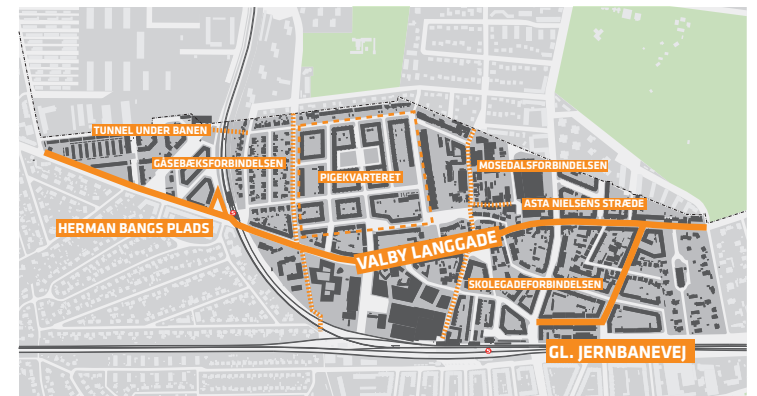 TUNNEL UNDER BANEN
GÅSEBÆKSFORBINDELSEN
MOSEDALSFORBINDELSEN
PIGEKVARTERET
ASTA NIELSENS STRÆDE
HERMAN BANGS PLADS
VALBY LANGGADE
SKOLEGADEFORBINDELSEN
GL. JERNBANEVEJ